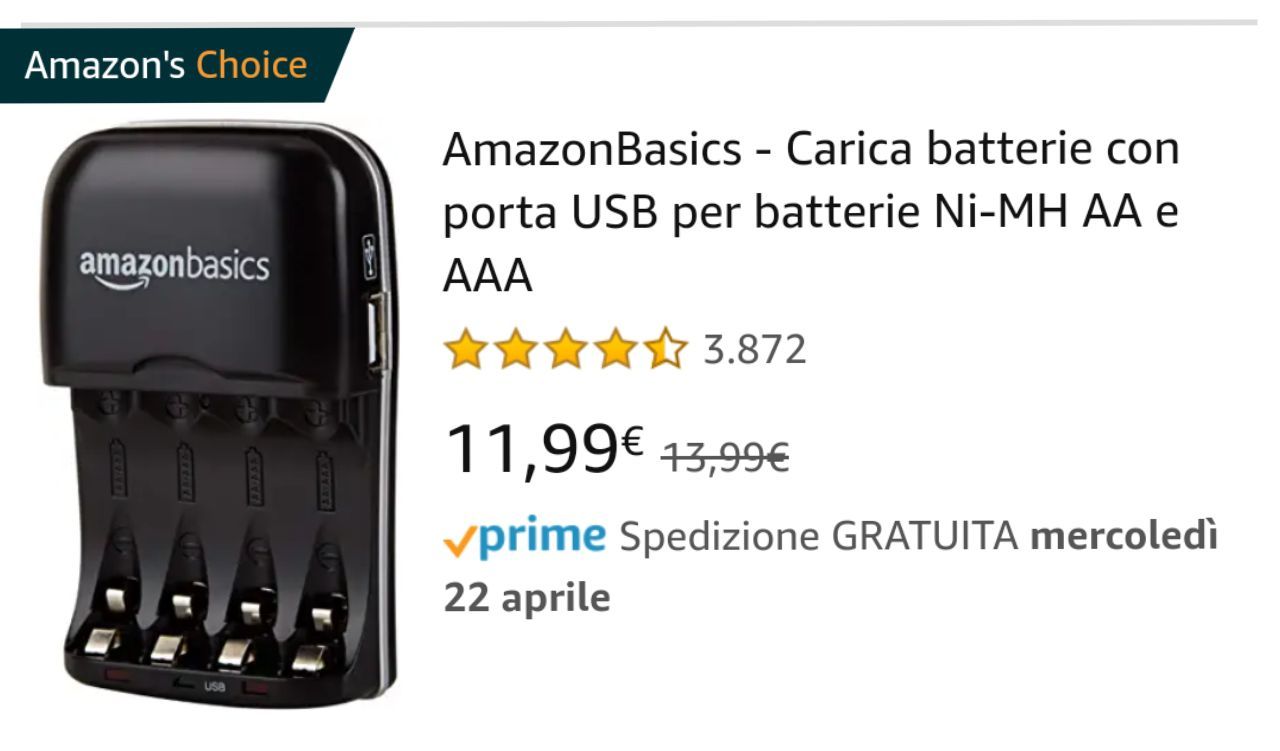 Amazon's Choice
AmazonBasics - Carica batterie con
porta USB per batterie Ni-MH AA e
AAA
3.872
11,99€ 13,99€
prime Spedizione GRATUITA mercoledì
22 aprile
amazonbasics
USB